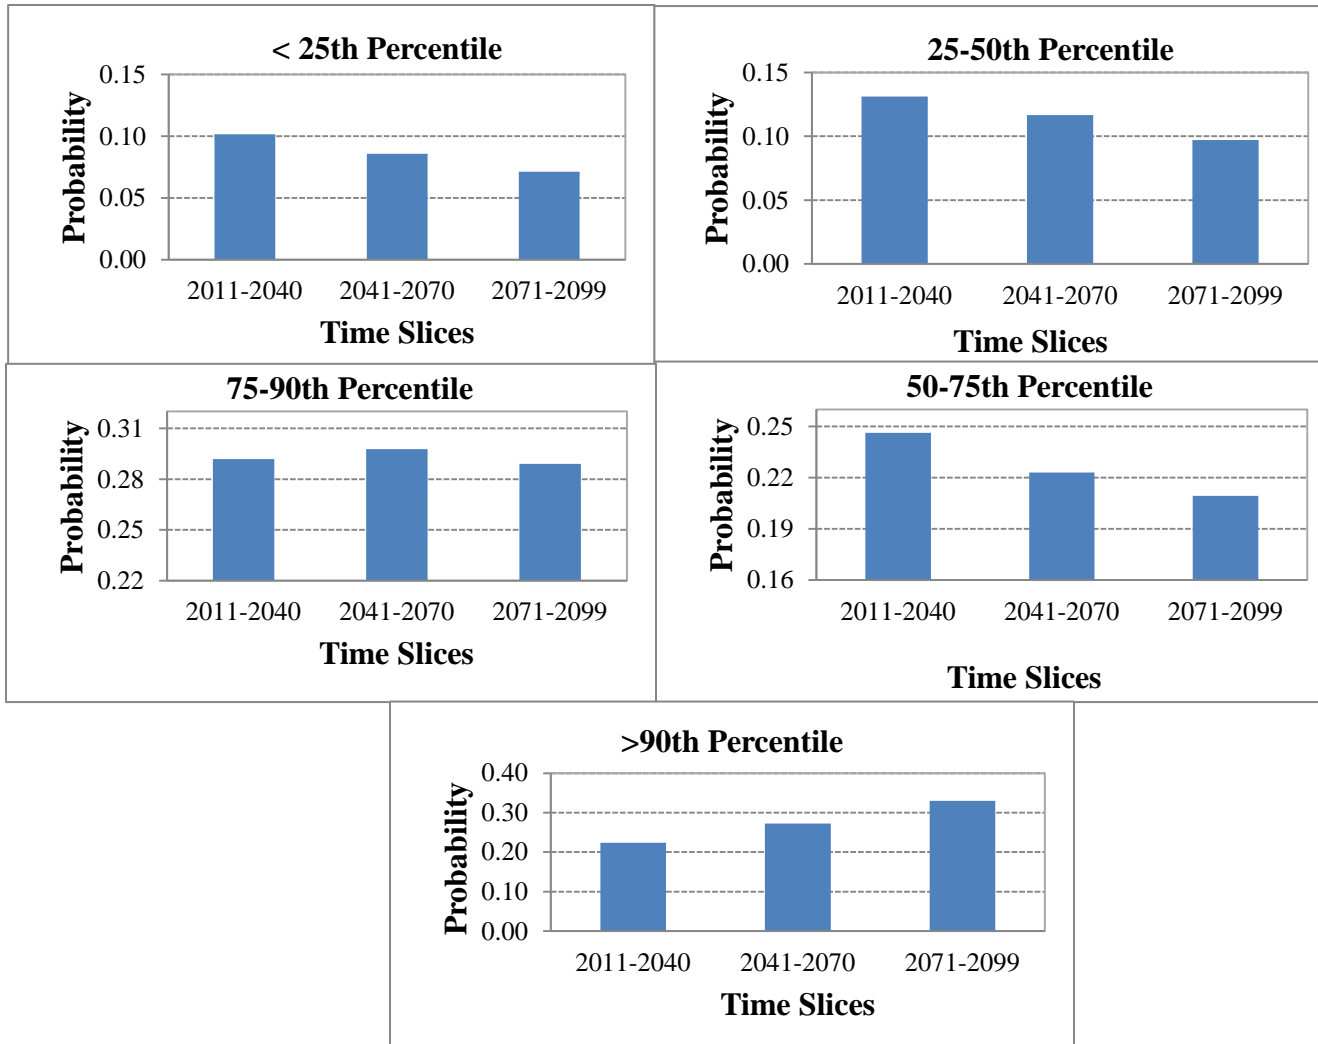 < 25th Percentile
Probability
0.15
0.10
0.05
0.00
2011-2040 2041-2070 2071-2099
Time Slices
25-50th Percentile
Probability
0.15
0.10
0.05
0.00
2011-2040 2041-2070 2071-2099
Time Slices
75-90th Percentile
Probability
0.31
0.28
0.25
0.22
2011-2040 2041-2070 2071-2099
Time Slices
50-75th Percentile
Probability
0.25
0.22
0.19
0.16
2011-2040 2041-2070 2071-2099
Time Slices
>90th Percentile
Probability
0.40
0.30
0.20
0.10
0.00
2011-2040 2041-2070 2071-2099
Time Slices